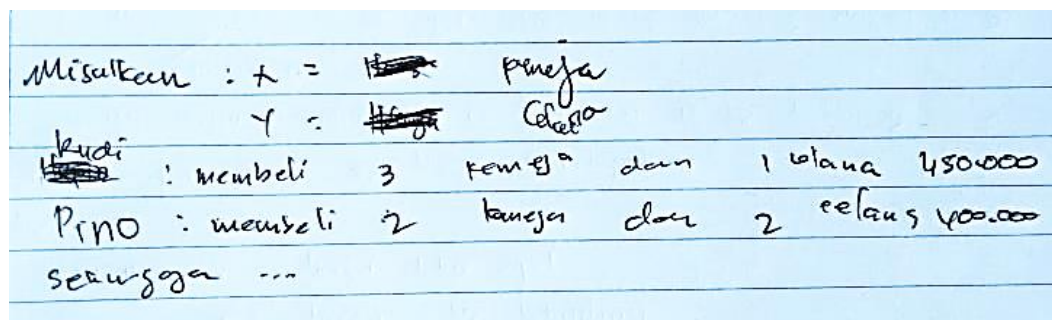 Misalkan : x = kemeja
Y = Celana
Rudi : membeli 3 kemeja dan 1 celana 450.000
Pino : membeli 2 kemeja dan 2 celana 400.000
sehingga ...